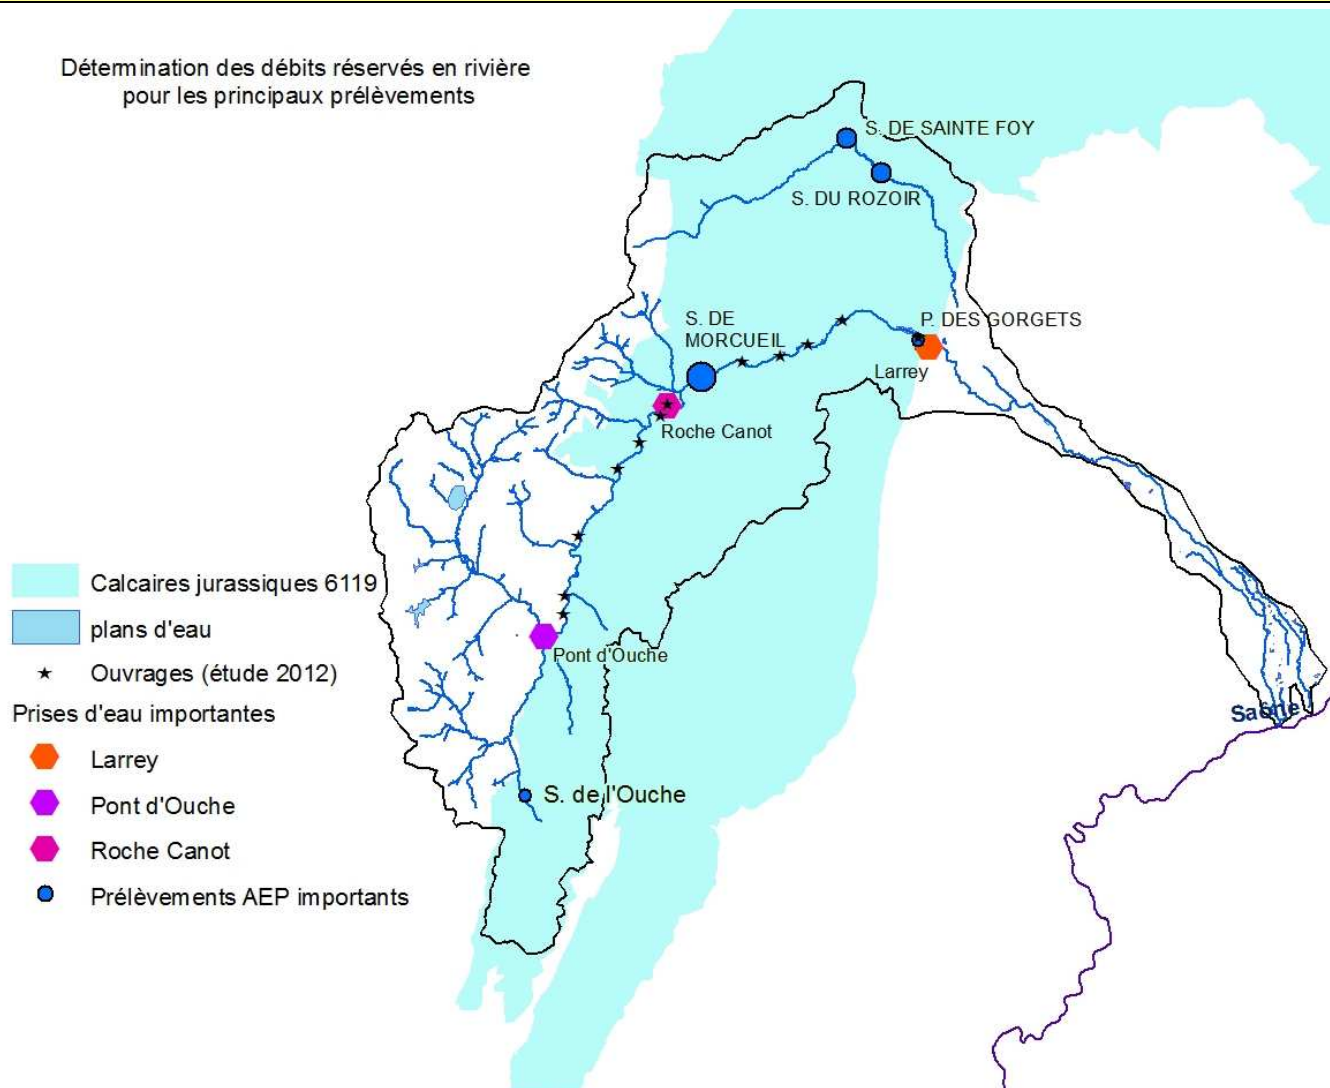 Détermination des débits réservés en rivière
pour les principaux prélèvements
S. DE SAINTE FOY
S. DU ROZOIR
S. DE
MORCUEIL
P. DES GORGETS
Larrey
Roche Canot
Pont d'Ouche
S. de l'Ouche
Saône
Calcaires jurassiques 6119
plans d'eau
Ouvrages (étude 2012)
Prises d'eau importantes
Larrey
Pont d'Ouche
Roche Canot
Prélèvements AEP importants